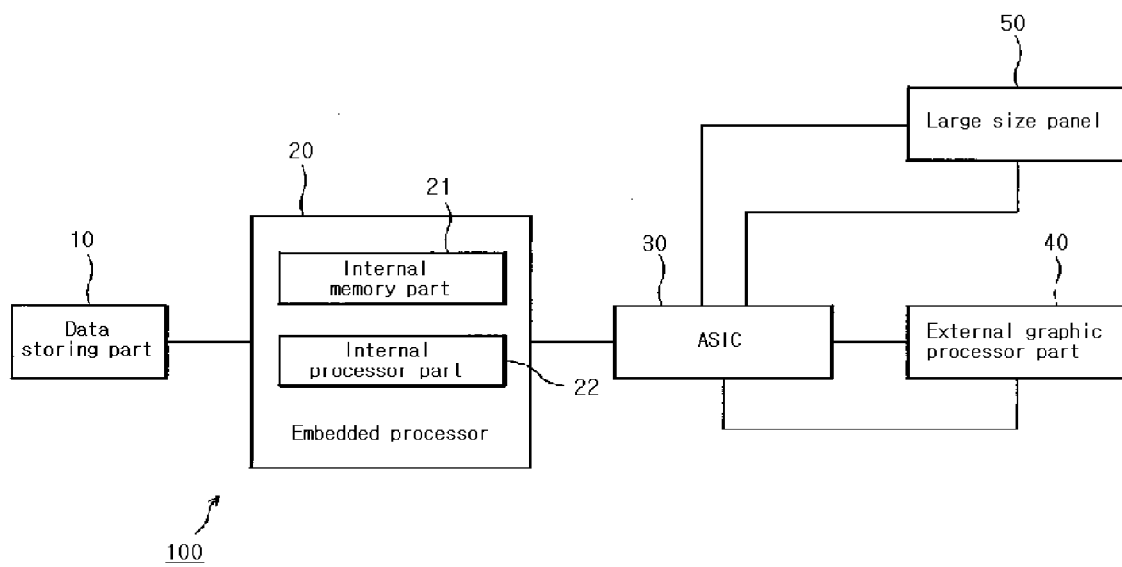 50
Large size panel
20
21
10
Internal
memory part
30
40
Data
storing part
Internal
processor part
ASIC
External graphic
processor part
22
Embedded processor
100